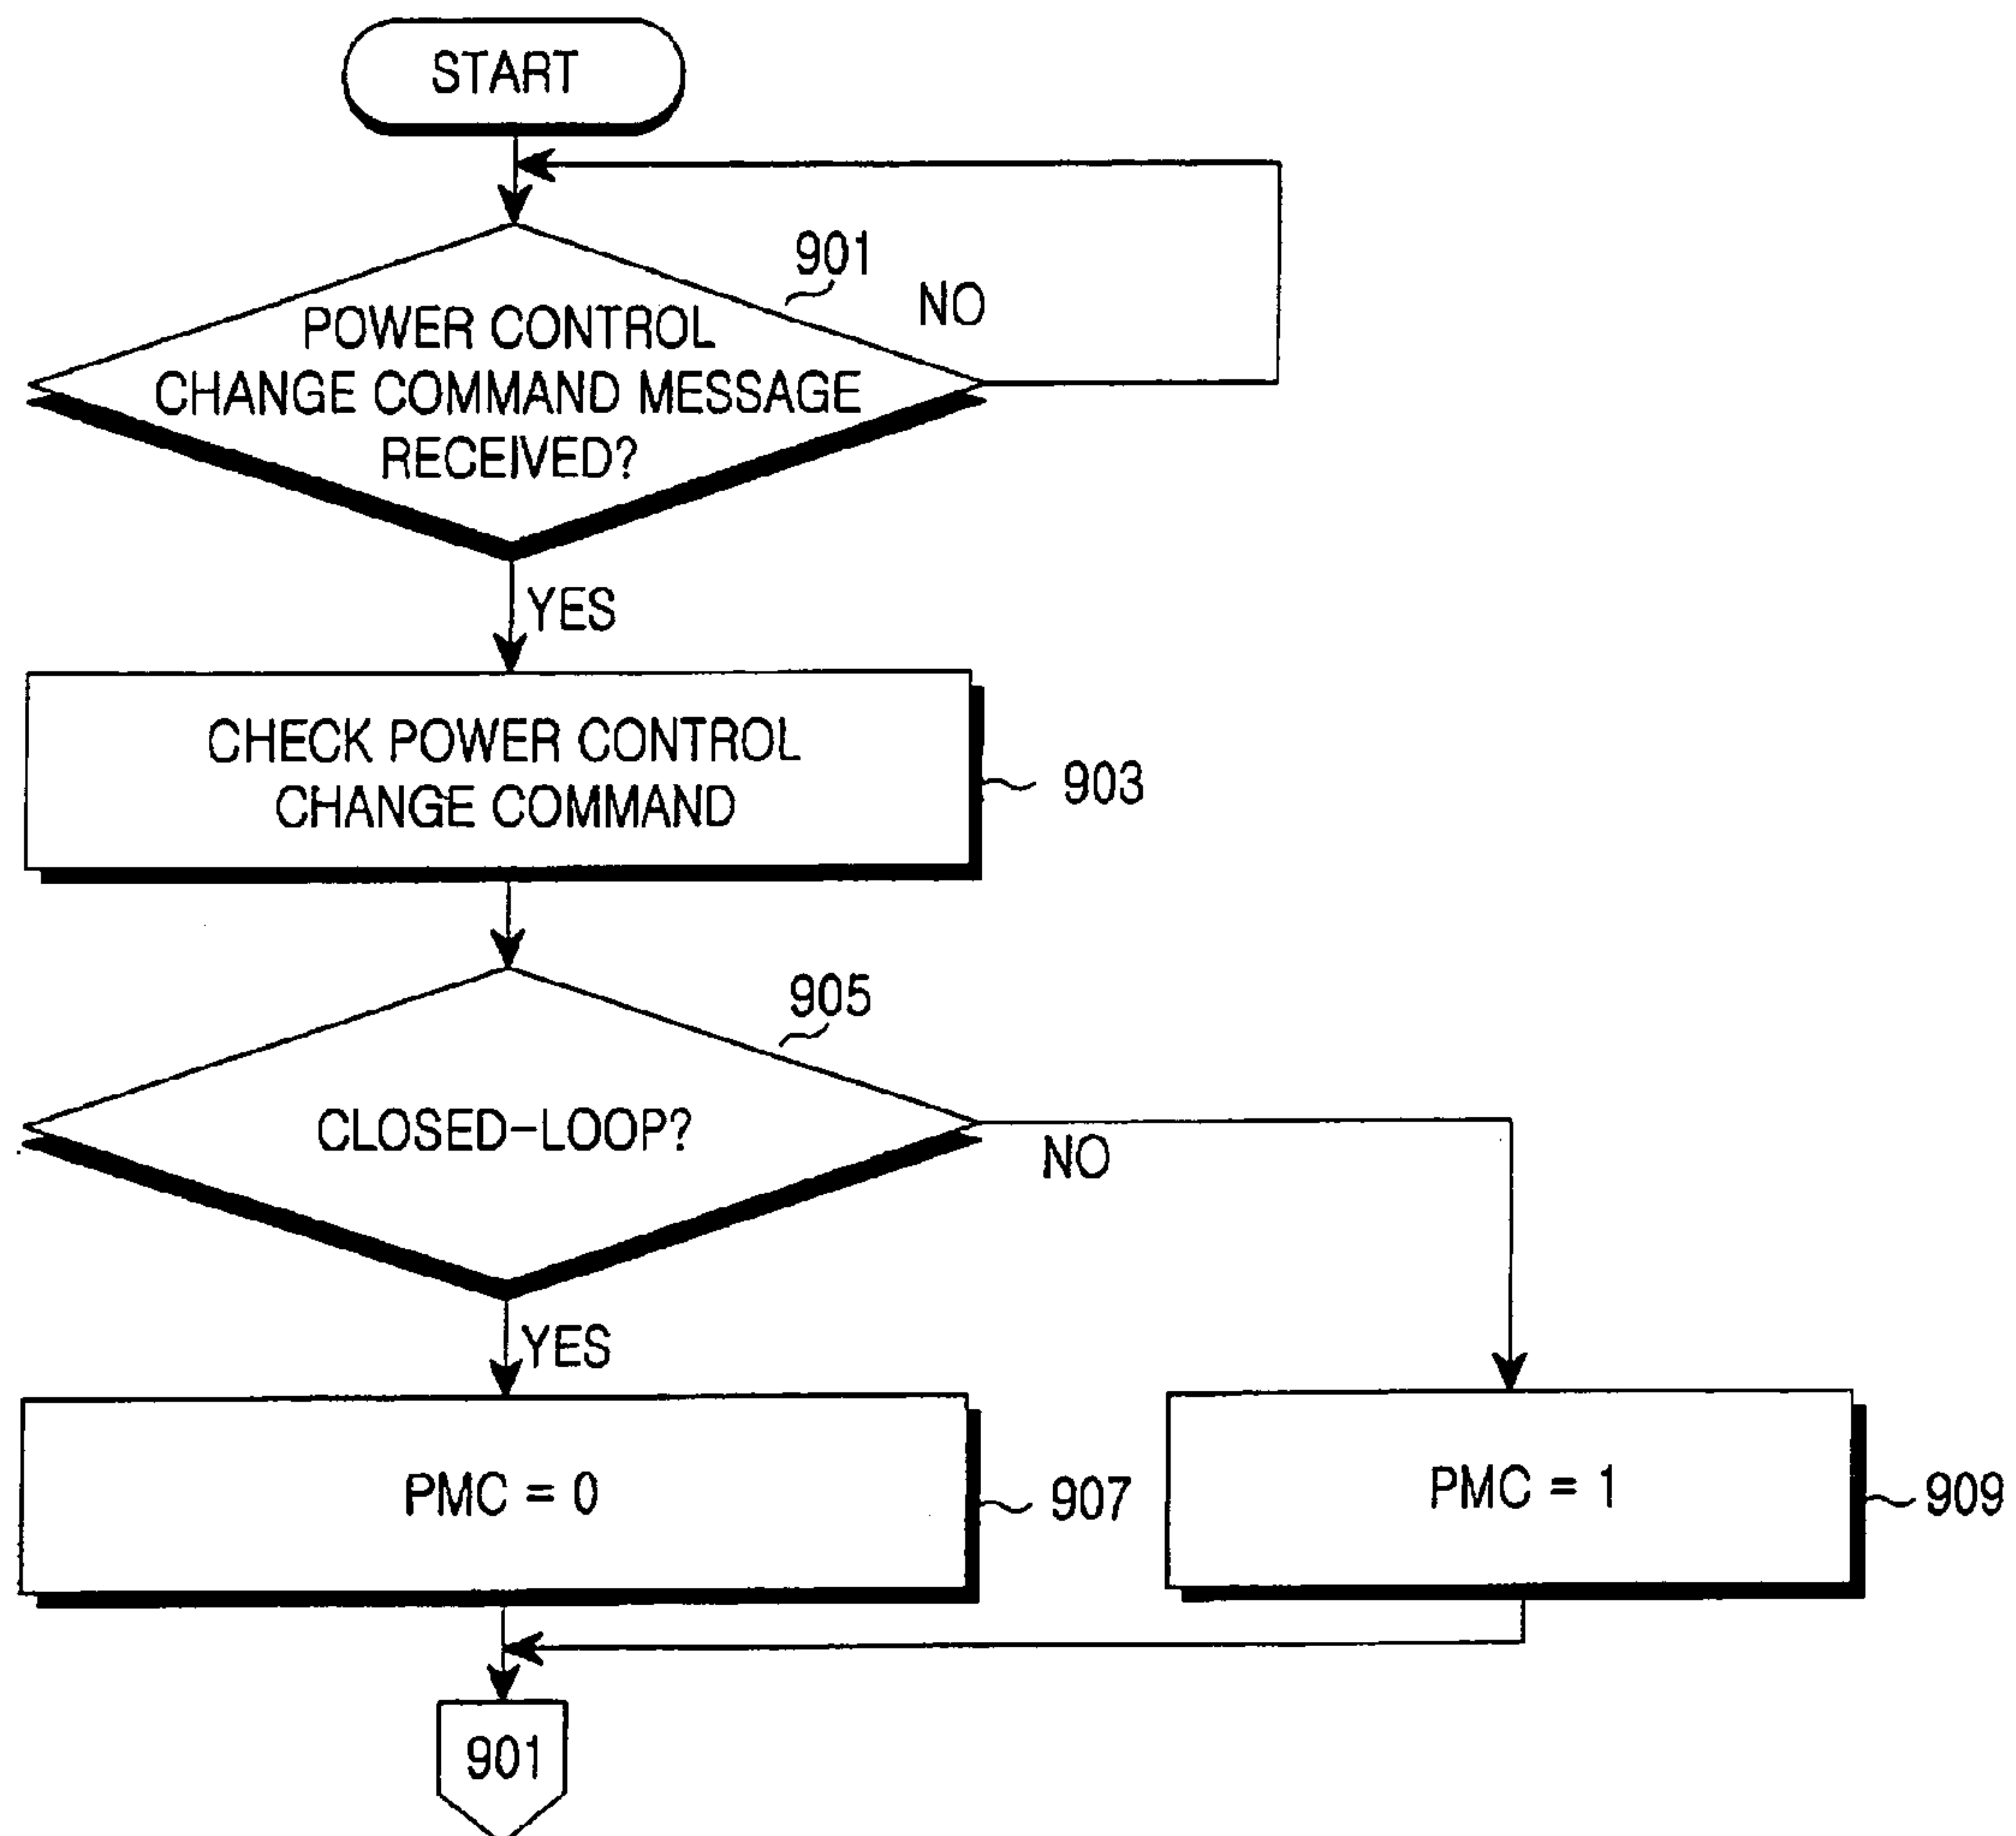 START
901
NO
POWER CONTROL
CHANGE COMMAND MESSAGE
RECEIVED?
YES
CHECK POWER CONTROL
CHANGE COMMAND
903
905
CLOSED-LOOP?
NO
YES
PMC = 0
907
PMC = 1
909
901